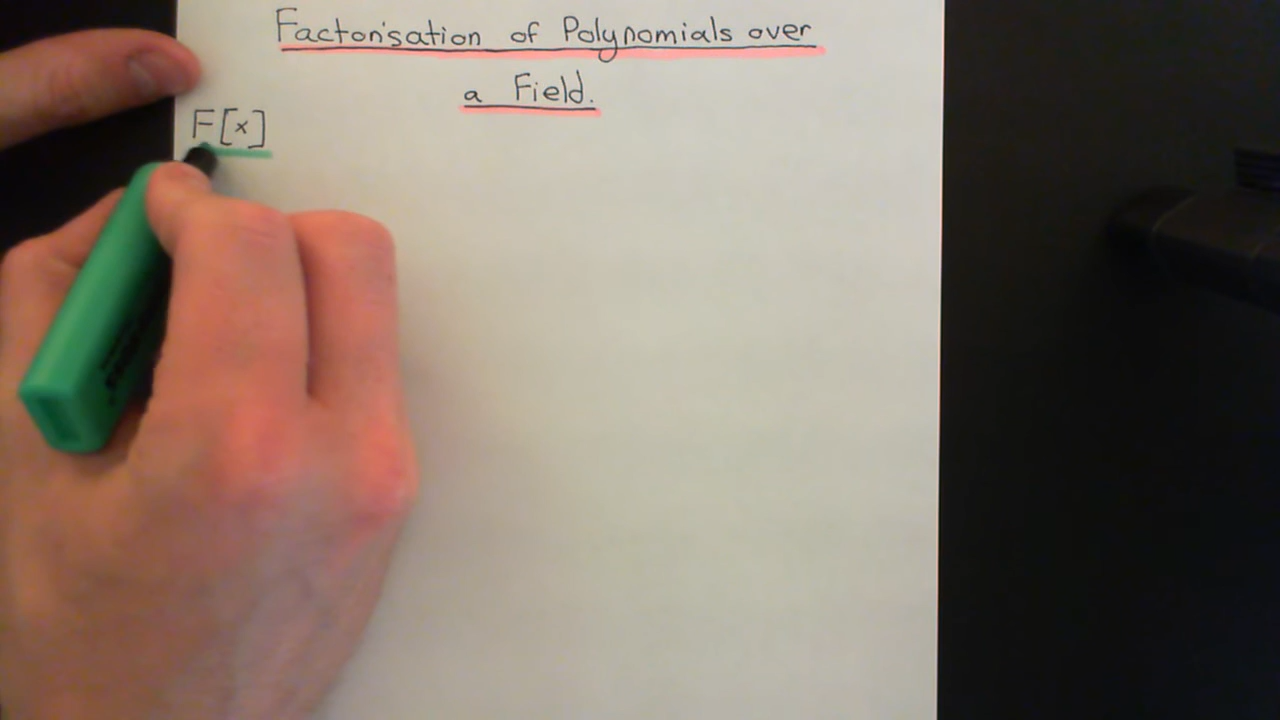 Factorisation of Polynomials over
a Field.
F[x]